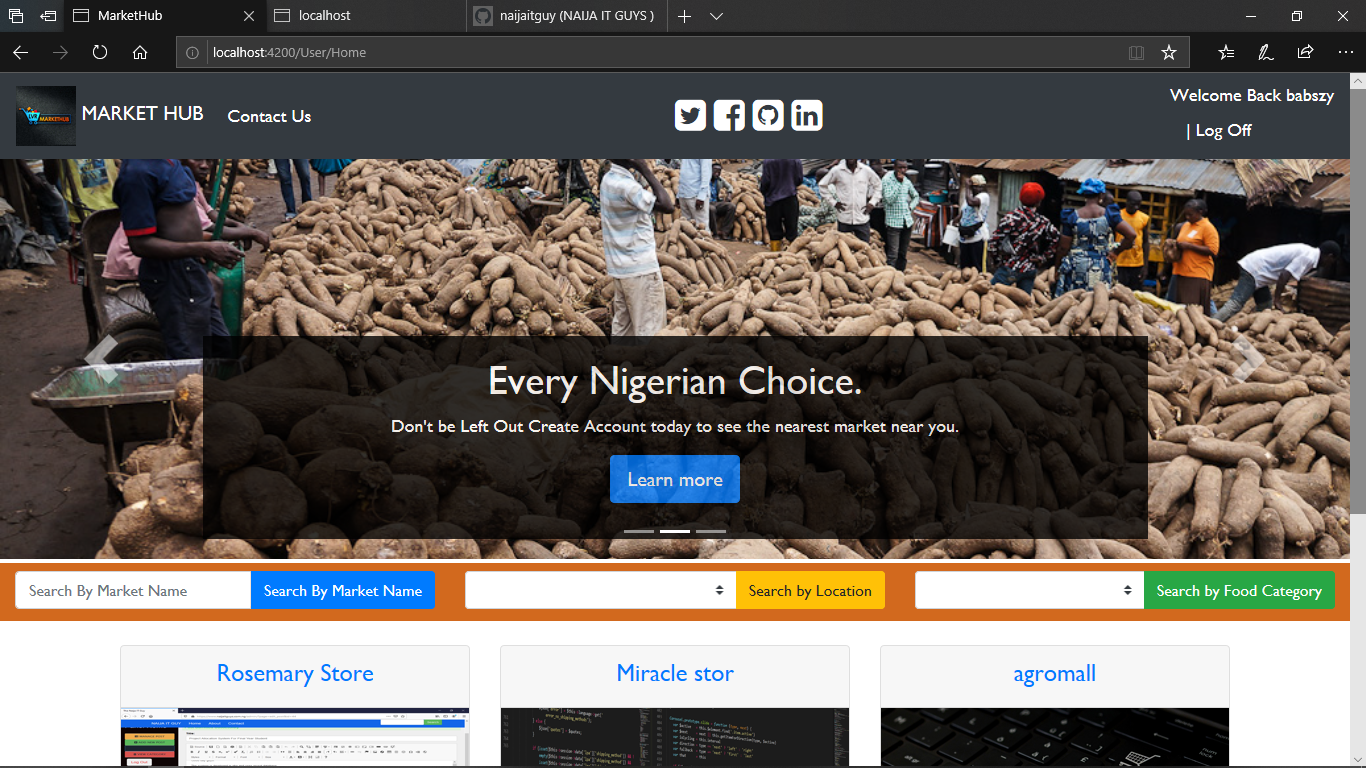 MarketHub
localhost
naijaitguy (NAIJA IT GUYS )
localhost:4200/User/Home
MARKETHUB
MARKET HUB
Contact Us
Welcome Back babszy
| Log Off
Every Nigerian Choice.
Don't be Left Out Create Account today to see the nearest market near you.
Learn more
Search By Market Name
Search By Market Name
Search by Location
Search by Food Category
Rosemary Store
Miracle stor
agromall